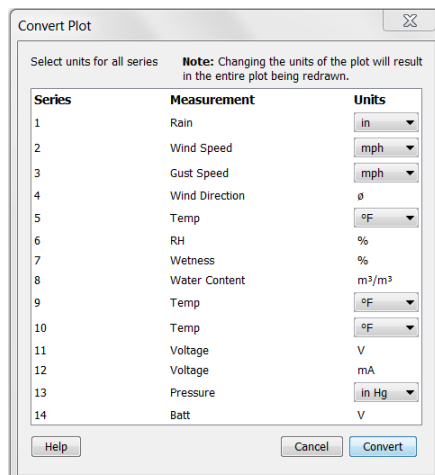 Convert Plot
Select units for all series
Note: Changing the units of the plot will result
in the entire plot being redrawn.
Series Measurement Units
1 Rain in
2 Wind Speed mph
3 Gust Speed mph
4 Wind Direction ø
5 Temp ºF
6 RH %
7 Wetness %
8 Water Content m³/m³
9 Temp ºF
10 Temp ºF
11 Voltage V
12 Voltage mA
13 Pressure in Hg
14 Batt V
Help Cancel Convert